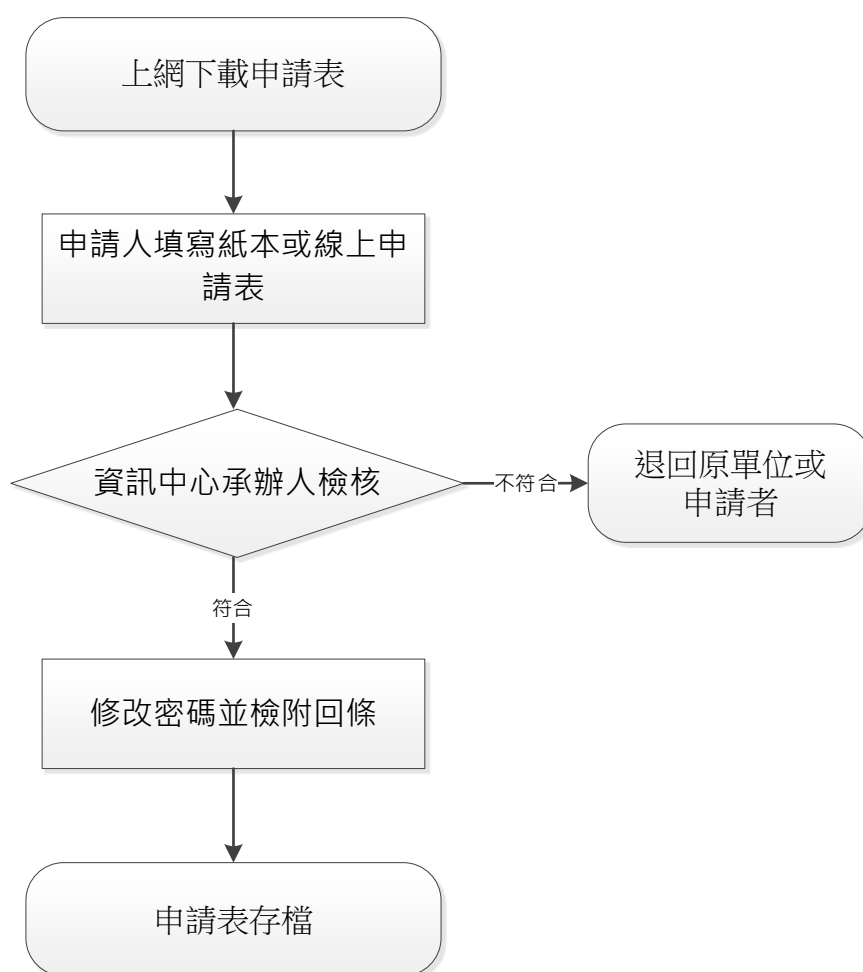 上網下載申請表
申請人填寫紙本或線上申
請表
資訊中心承辦人檢核
不符合
退回原單位或
申請者
符合
修改密碼並檢附回條
申請表存檔